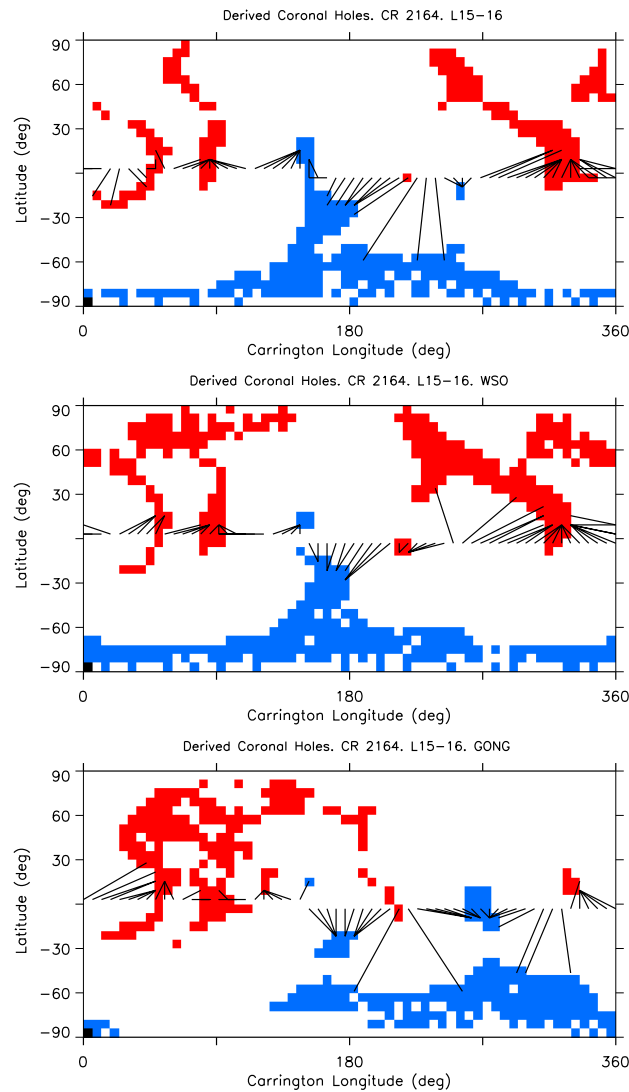 Derived Coronal Holes. CR 2164. L15-16
90
60
30
Latitude (deg)
-30
-60
-90
0 180 360
Carrington Longitude (deg)
Derived Coronal Holes. CR 2164. L15-16. WSO
90
60
30
Latitude (deg)
-30
-60
-90
0 180 360
Carrington Longitude (deg)
Derived Coronal Holes. CR 2164. L15-16. GONG
90
60
30
Latitude (deg)
-30
-60
-90
0 180 360
Carrington Longitude (deg)